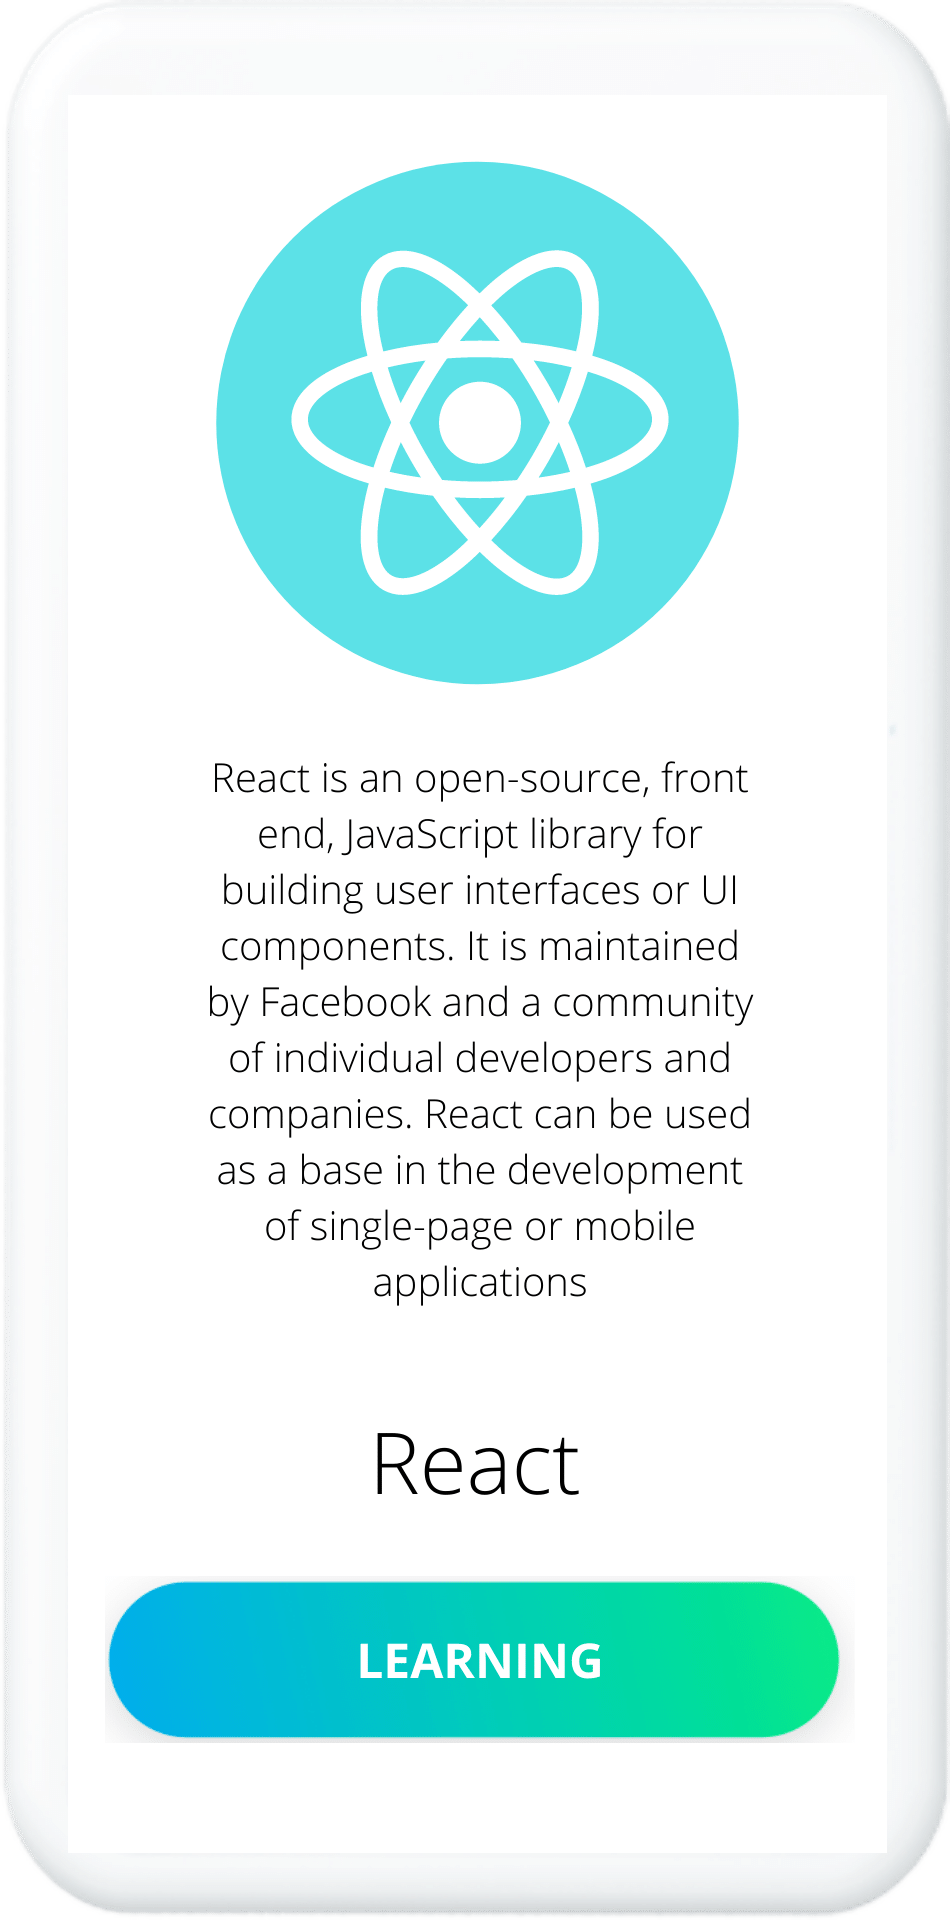 React is an open-source, front
end, JavaScript library for
building user interfaces or UI
components. It is maintained
by Facebook and a community
of individual developers and
companies. React can be used
as a base in the development
of single-page or mobile
applications
React
LEARNING